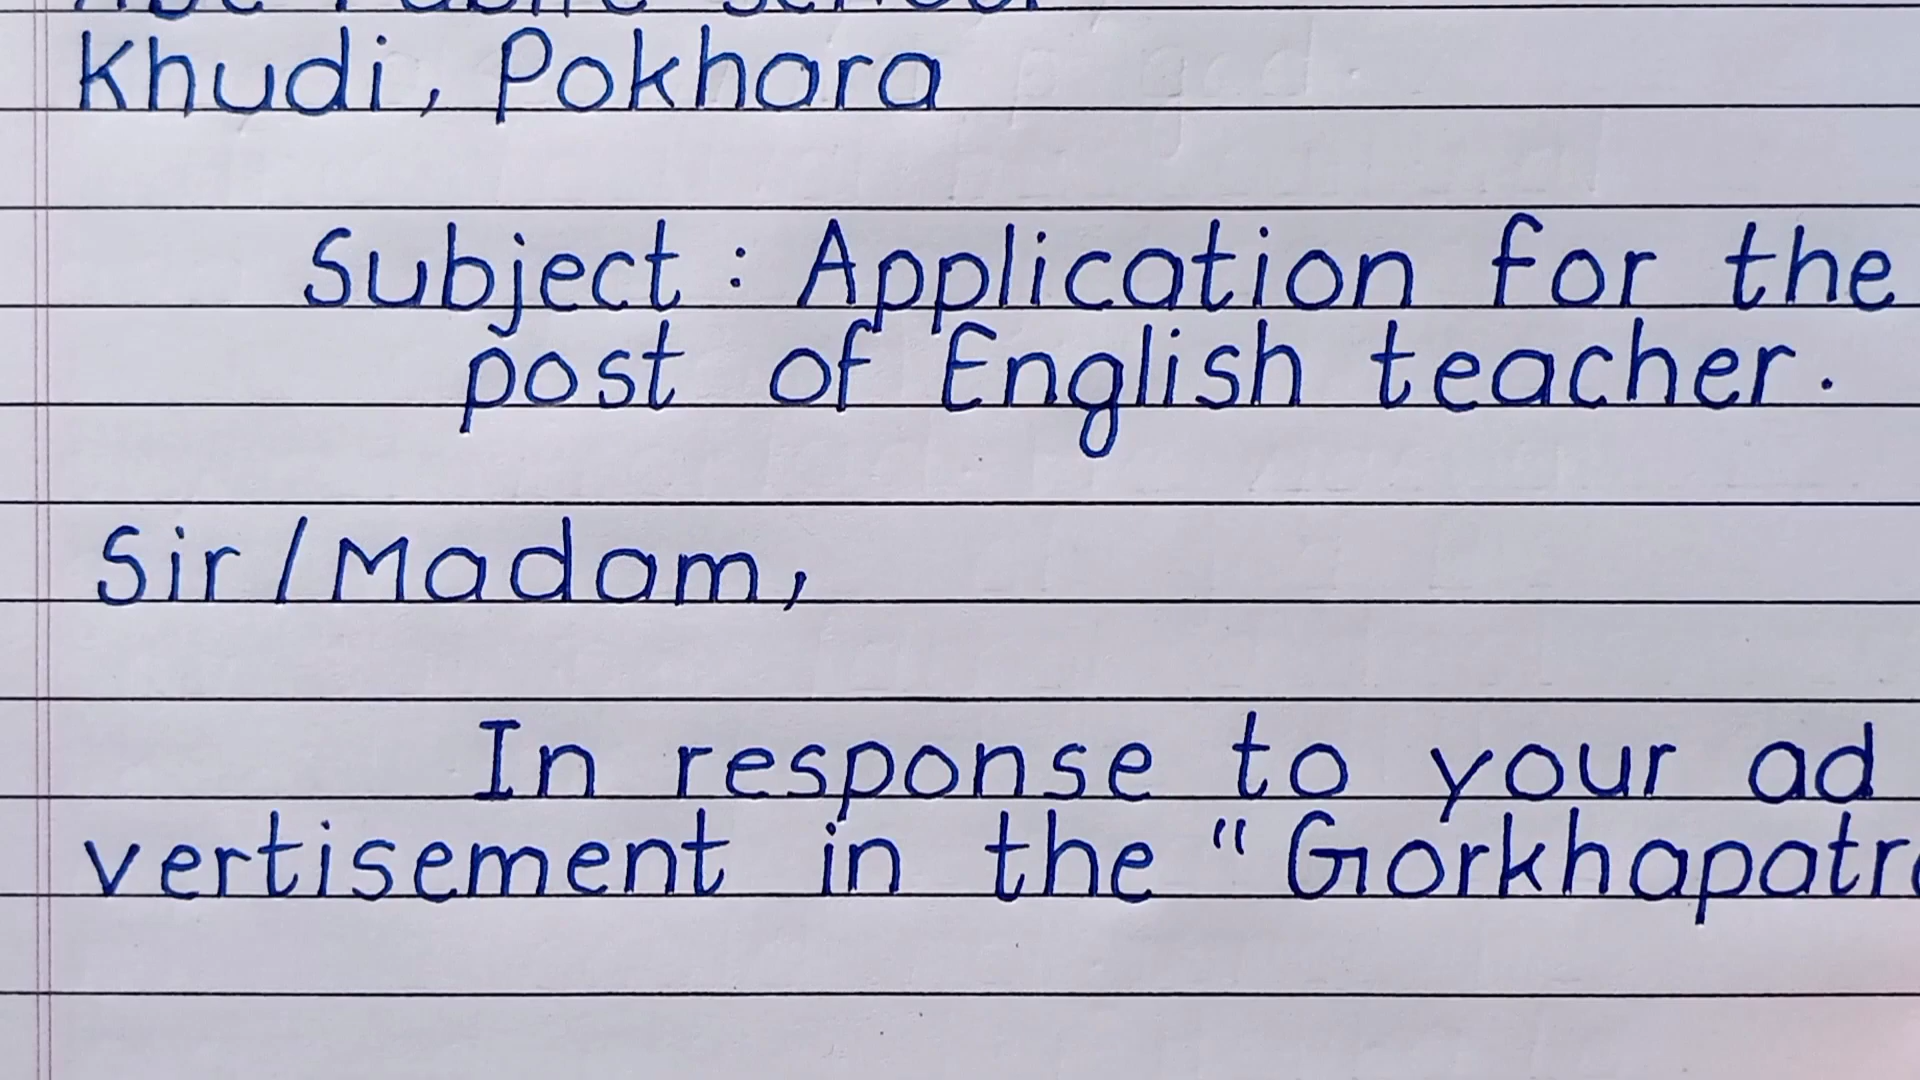 Khudi, Pokhara
Subject : Application for the
post of English teacher.
Sir / Madam,
In response to your ad
vertisement in the "Gorkhapatr